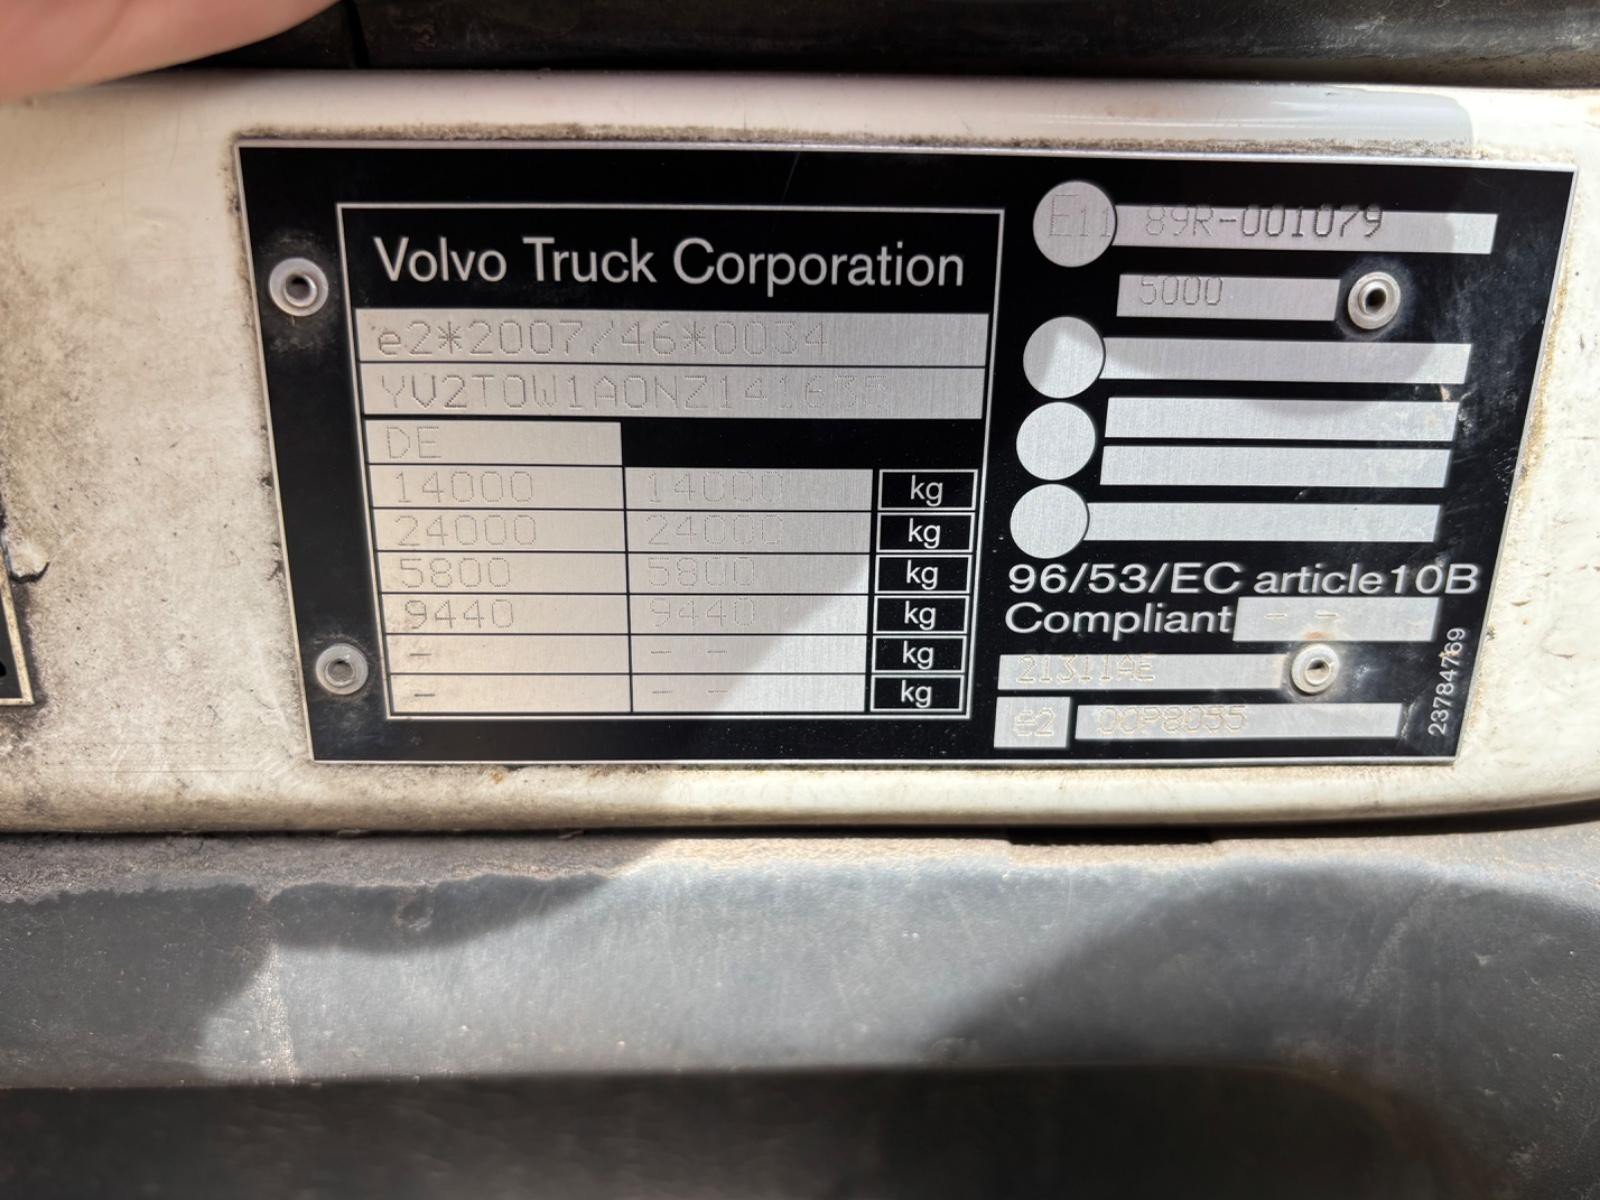 Volvo Truck Corporation
e2*2007/46*0034
YV2T0W1A0NZ141635
DE
14000 14000 kg
24000 24000 kg
5800 5800 kg
9440 9440 kg
- - - kg
- - - kg
E11 89R-001079
5000
96/53/EC article10B
Compliant - -
21311AE
e2 00P8055
23784769